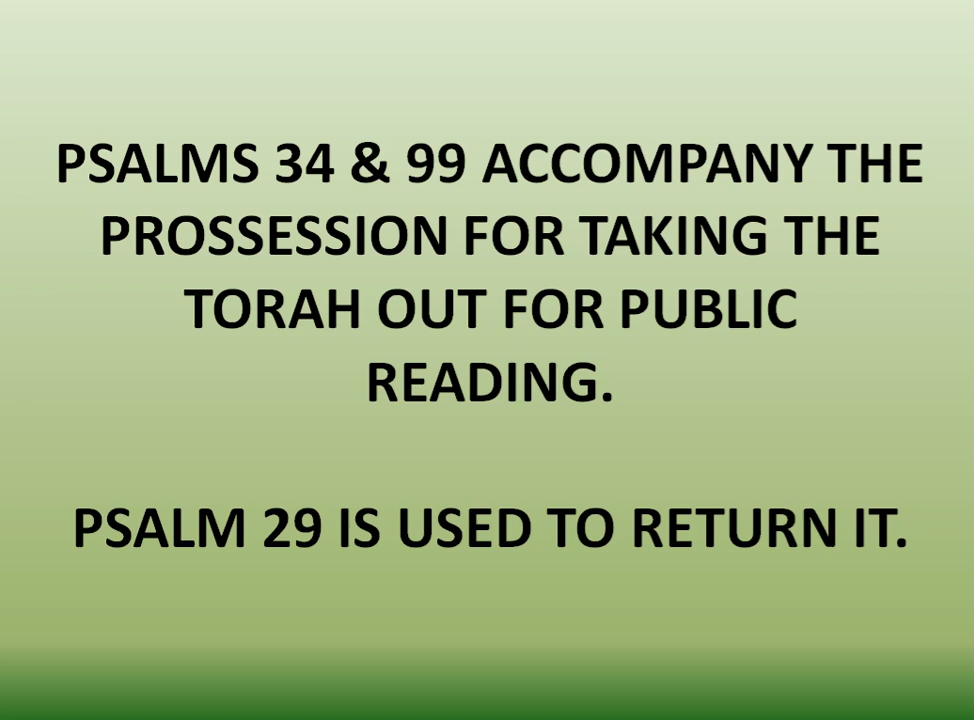 PSALMS 34 & 99 ACCOMPANY THE
PROSSESSION FOR TAKING THE
TORAH OUT FOR PUBLIC
READING.
PSALM 29 IS USED TO RETURN IT.